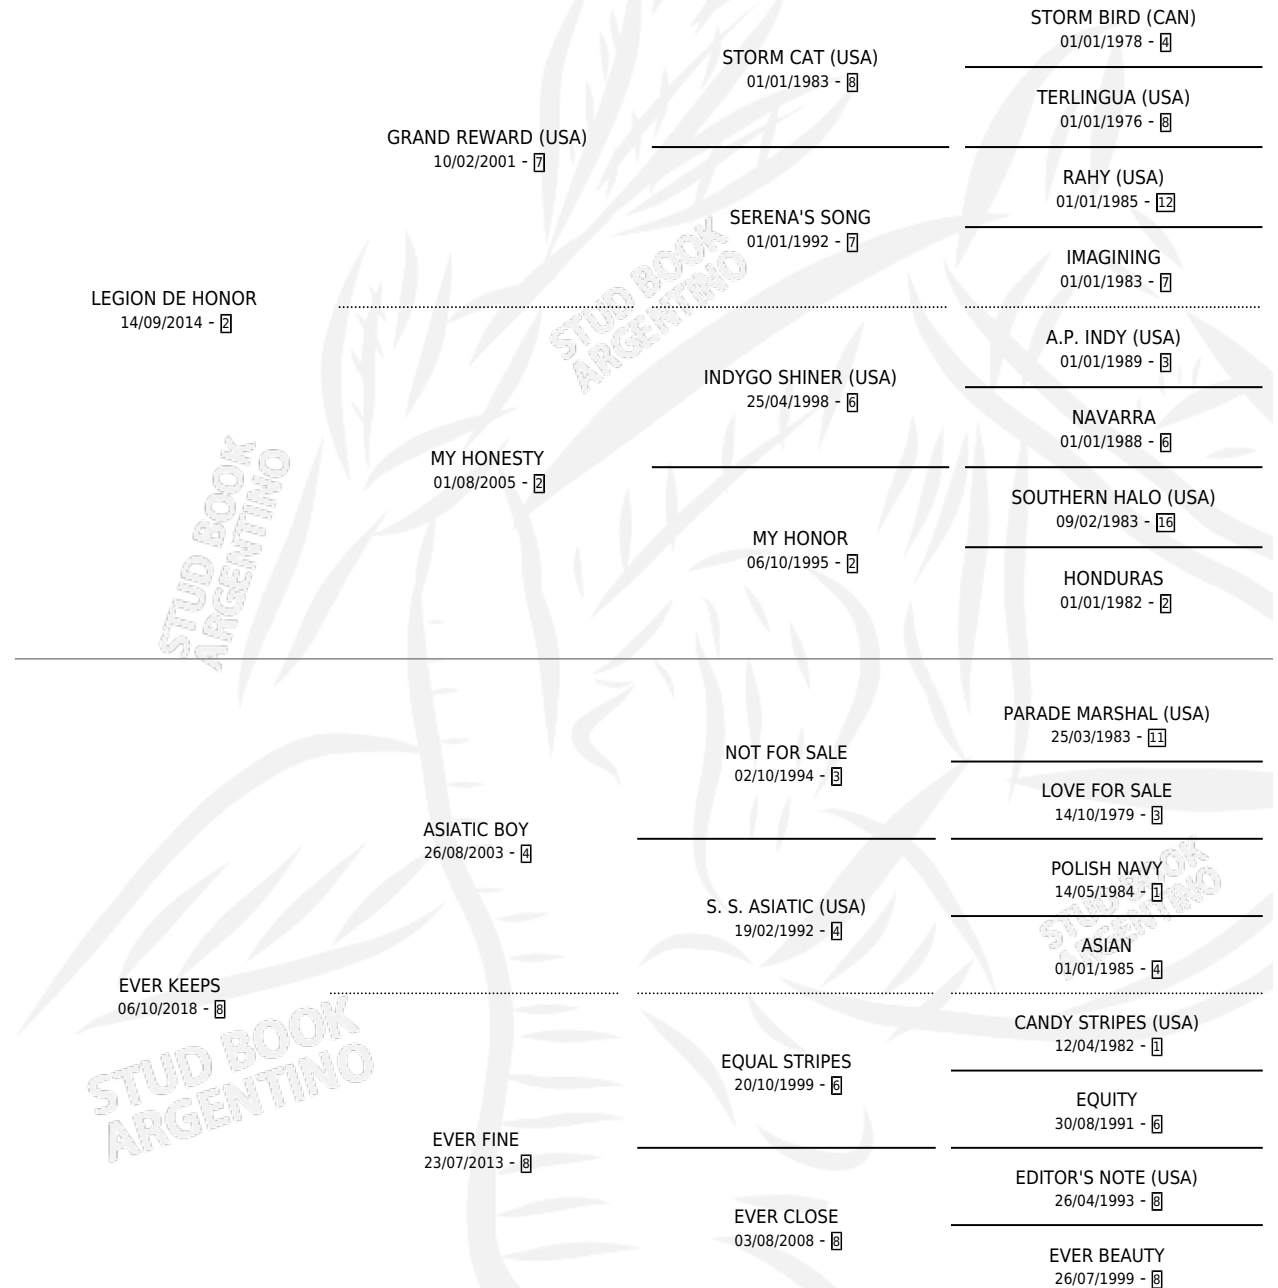 STORM BIRD (CAN)
01/01/1978 - 4
STORM CAT (USA)
01/01/1983 - 8
TERLINGUA (USA)
01/01/1976 - 8
GRAND REWARD (USA)
10/02/2001 - 7
RAHY (USA)
01/01/1985 - 12
SERENA'S SONG
01/01/1992 - 7
IMAGINING
01/01/1983 - 7
LEGION DE HONOR
14/09/2014 - 2
A.P. INDY (USA)
01/01/1989 - 3
INDYGO SHINER (USA)
25/04/1998 - 6
NAVARRA
01/01/1988 - 6
MY HONESTY
01/08/2005 - 2
SOUTHERN HALO (USA)
09/02/1983 - 16
MY HONOR
06/10/1995 - 2
HONDURAS
01/01/1982 - 2
STUD BOOK
ARGENTINO
STUD BOOK
ARGENTINO
PARADE MARSHAL (USA)
25/03/1983 - 11
NOT FOR SALE
02/10/1994 - 3
LOVE FOR SALE
14/10/1979 - 3
ASIATIC BOY
26/08/2003 - 4
POLISH NAVY
14/05/1984 - 1
S. S. ASIATIC (USA)
19/02/1992 - 4
ASIAN
01/01/1985 - 4
STUD BOOK
ARGENTINO
EVER KEEPS
06/10/2018 - 8
CANDY STRIPES (USA)
12/04/1982 - 1
EQUAL STRIPES
20/10/1999 - 6
EQUITY
30/08/1991 - 6
EVER FINE
23/07/2013 - 8
EDITOR'S NOTE (USA)
26/04/1993 - 8
EVER CLOSE
03/08/2008 - 8
EVER BEAUTY
26/07/1999 - 8
STUD BOOK
ARGENTINO